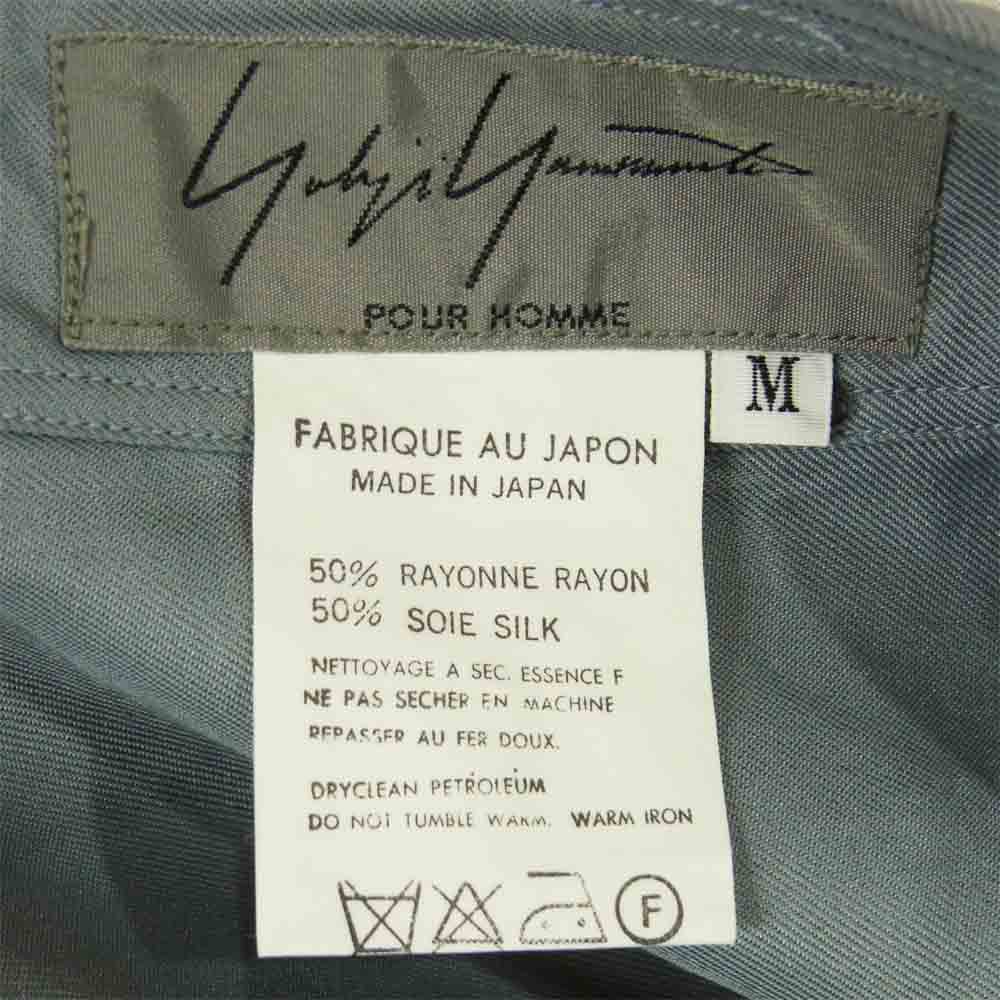 Yohji Yamamoto
POUR HOMME
M
FABRIQUE AU JAPON
MADE IN JAPAN
50% RAYONNE RAYON
50% SOIE SILK
NETTOYAGE A SEC. ESSENCE F
NE PAS SECHER EN MACHINE
REPASSER AU FER DOUX.
DRYCLEAN PETROLEUM
DO NOT TUMBLE WARM. WARM IRON
F